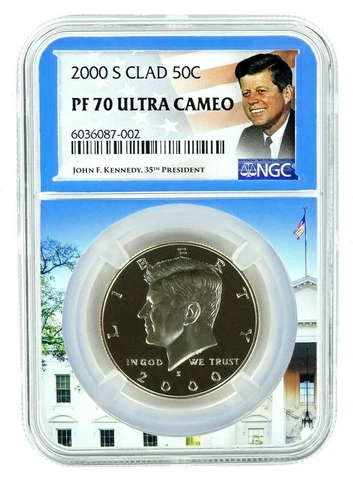 2000 S CLAD 50C
PF 70 ULTRA CAMEO
6036087-002
JOHN F. KENNEDY, 35TH PRESIDENT
NGC
LIBERTY
IN GOD WE TRUST
S
2000